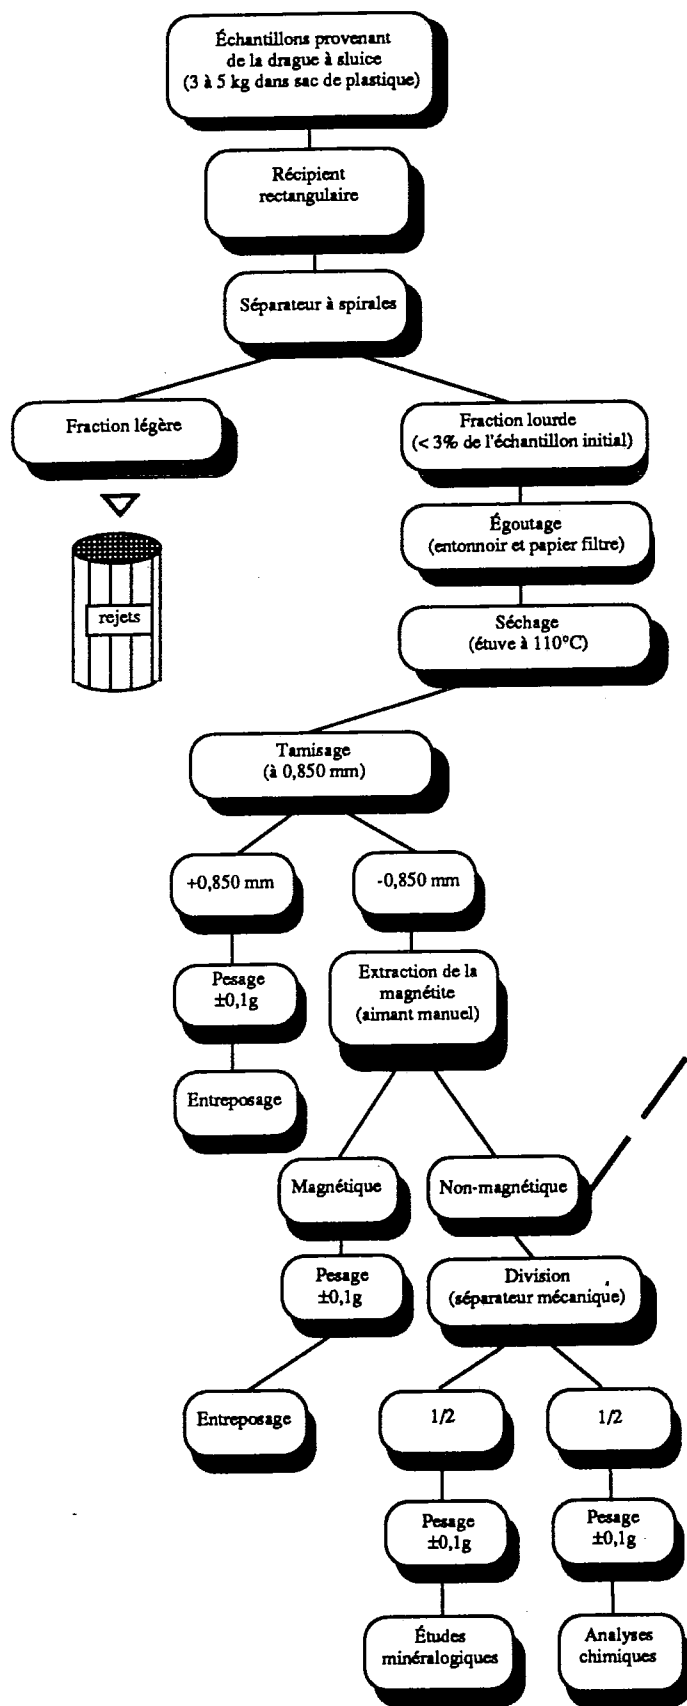 Échantillons provenant
de la drague à sluice
(3 à 5 kg dans sac de plastique)
Récipient
rectangulaire
Séparateur à spirales
Fraction légère
Fraction lourde
(< 3% de l'échantillon initial)
rejets
Égoutage
(entonnoir et papier filtre)
Séchage
(étuve à 110°C)
Tamisage
(à 0,850 mm)
+0,850 mm
-0,850 mm
Pesage
±0,1g
Extraction de la
magnétite
(aimant manuel)
Entreposage
Magnétique
Non-magnétique
Pesage
±0,1g
Division
(séparateur mécanique)
Entreposage
1/2
1/2
Pesage
±0,1g
Pesage
±0,1g
Études
minéralogiques
Analyses
chimiques